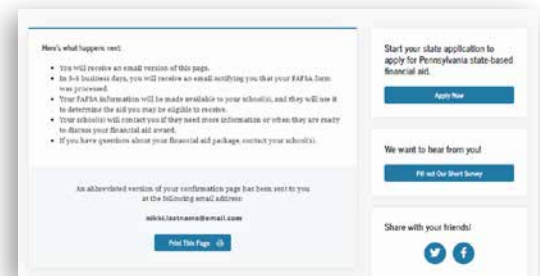 Here's what happens next:
• You will receive an email version of this page.
• In 3-5 business days, you will receive an email notifying you that your FAFSA form
was processed.
• Your FAFSA information will be made available to your school(s), and they will use it
to determine the aid you may be eligible to receive.
• Your school(s) will contact you if they need more information or when they are ready
to discuss your financial aid award.
• If you have questions about your financial aid package, contact your school(s).
An abbreviated version of your confirmation page has been sent to you
at the following email address:
nikki.lastname@email.com
Print This Page
Start your state application to
apply for Pennsylvania state-based
financial aid.
Apply Now
We want to hear from you!
Fill out Our Short Survey
Share with your friends!